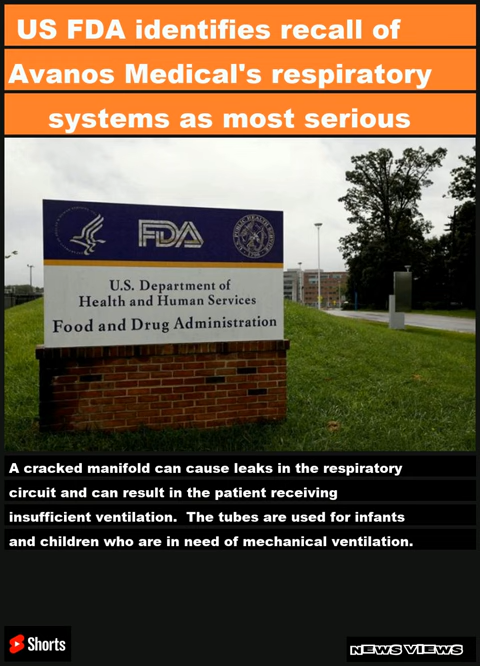 US FDA identifies recall of
Avanos Medical's respiratory
systems as most serious
FDA
U.S. Department of
Health and Human Services
Food and Drug Administration
A cracked manifold can cause leaks in the respiratory
circuit and can result in the patient receiving
insufficient ventilation.  The tubes are used for infants
and children who are in need of mechanical ventilation.
Shorts
NEWS VIEWS